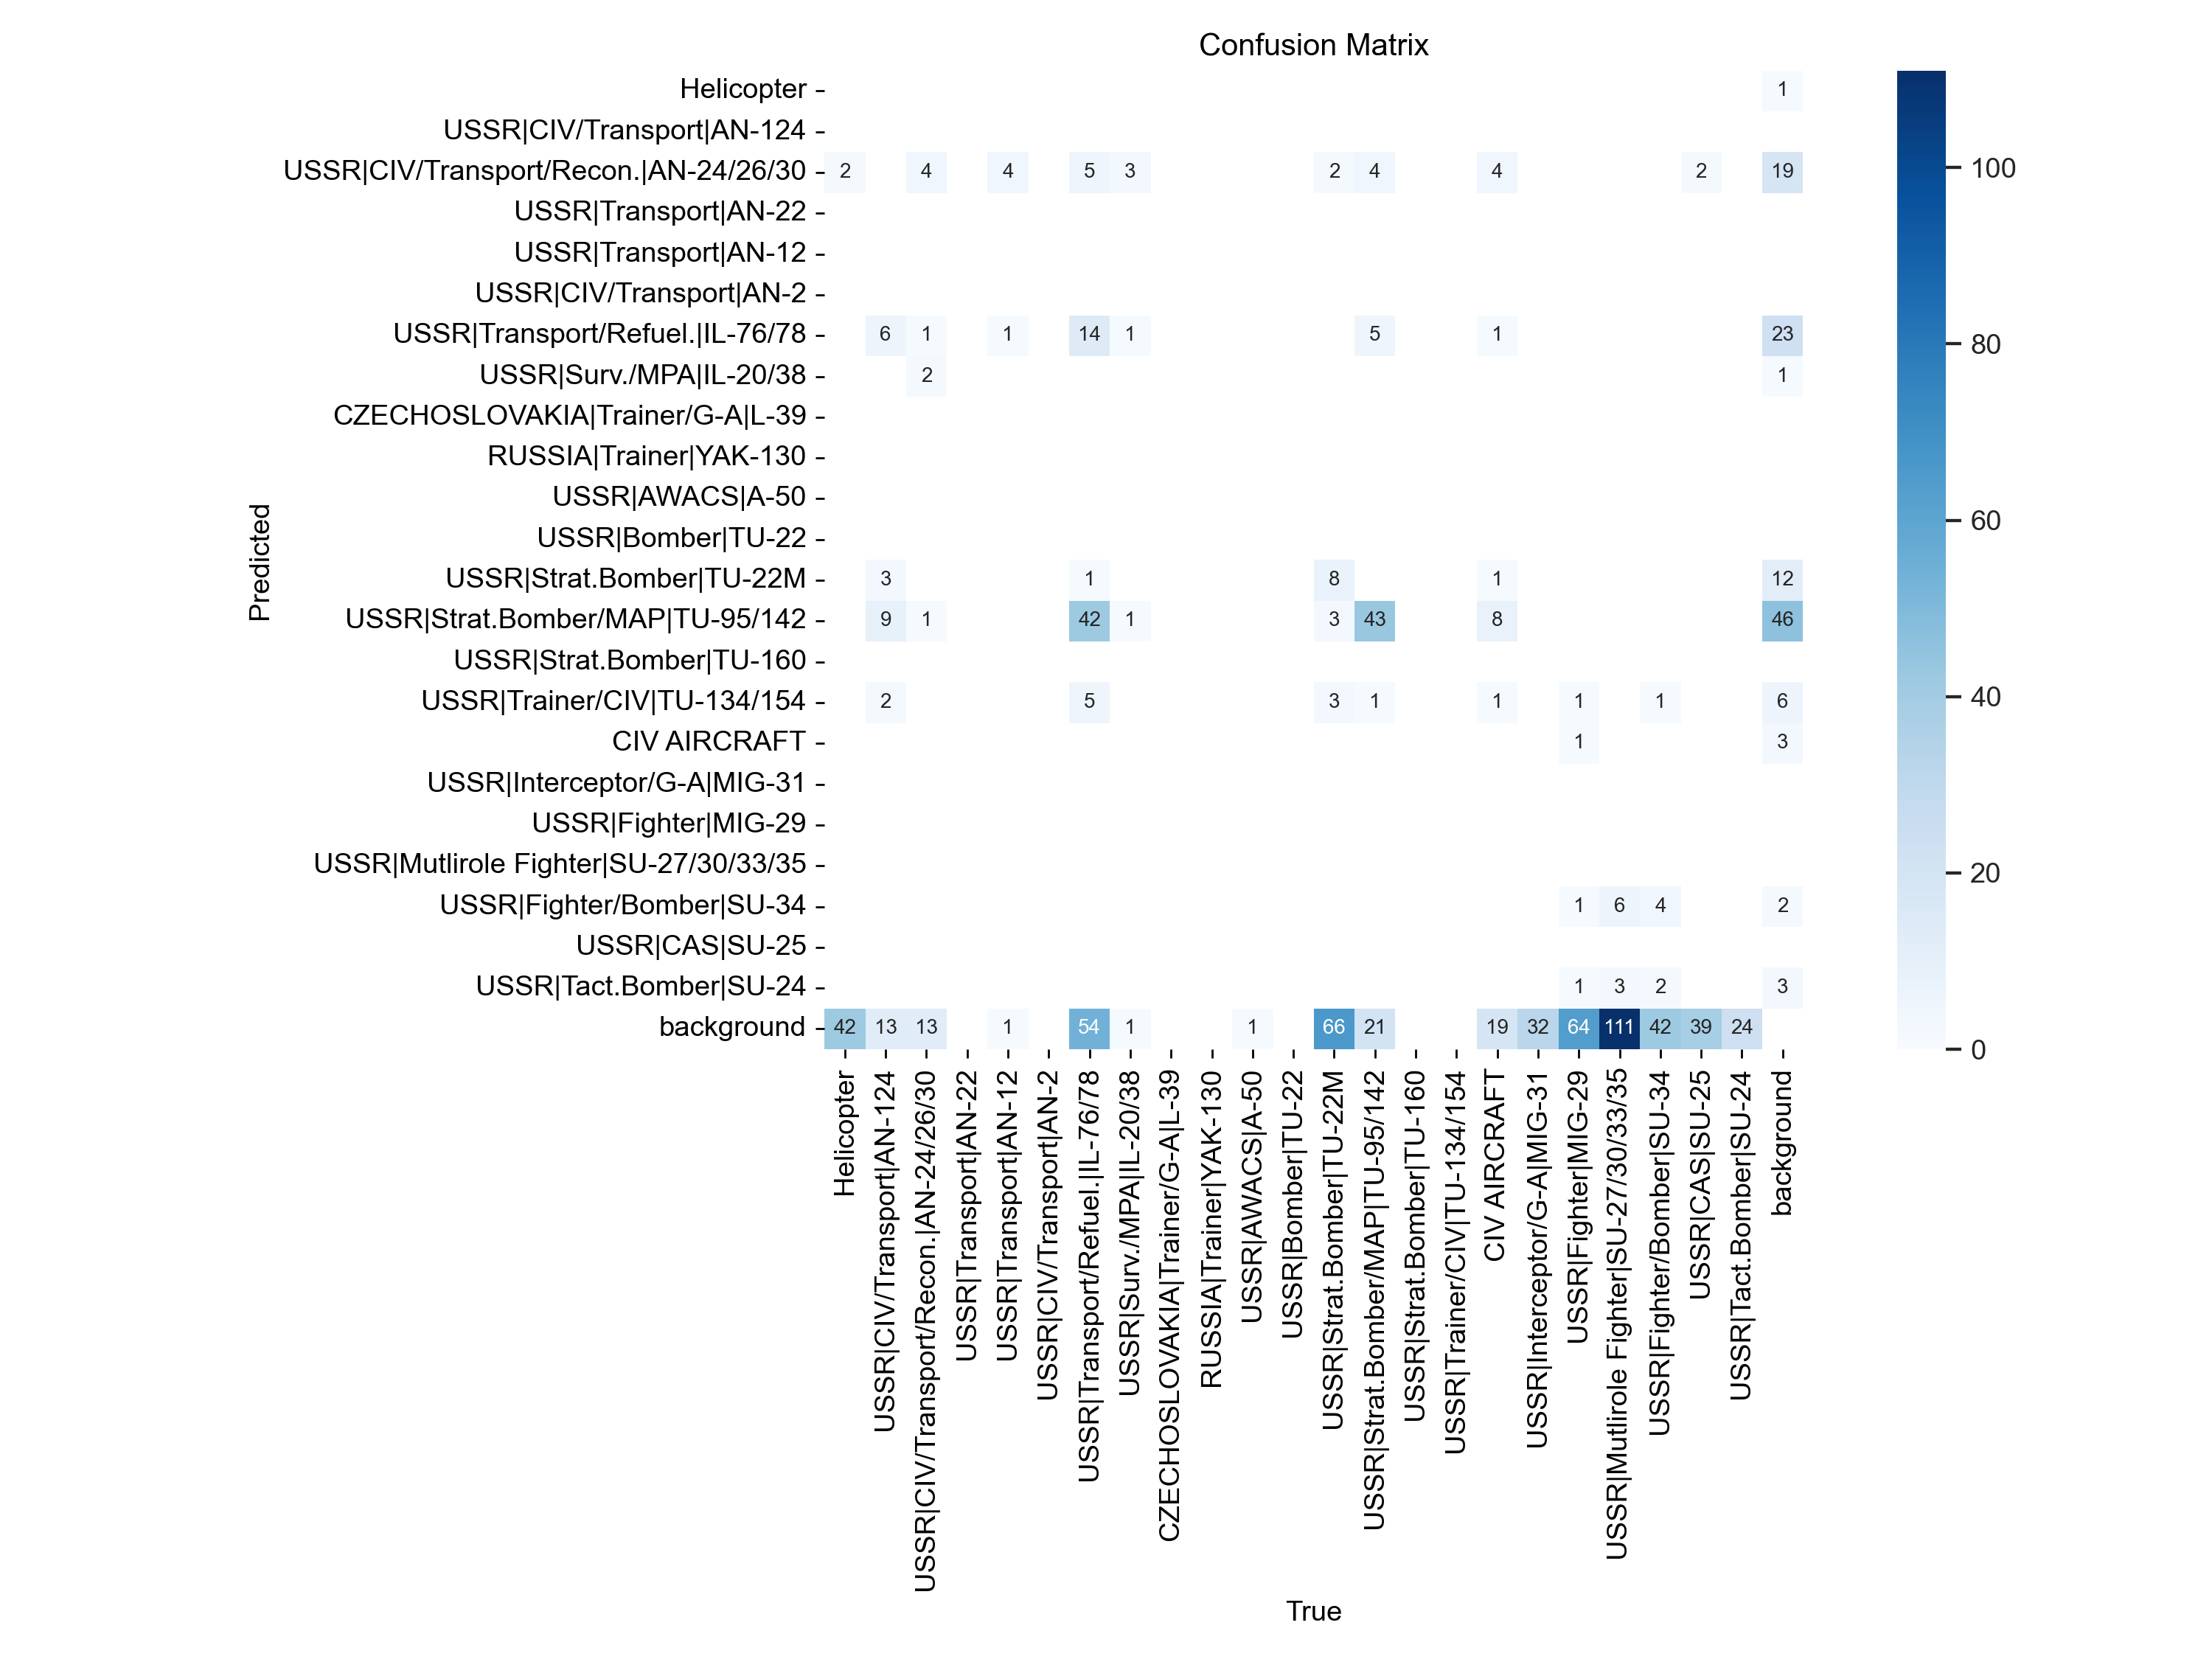 Confusion Matrix
Helicopter 1
USSR|CIV/Transport|AN-124
USSR|CIV/Transport/Recon.|AN-24/26/30 2 4 4 5 3 2 4 4 2 19
USSR|Transport|AN-22
USSR|Transport|AN-12
USSR|CIV/Transport|AN-2
USSR|Transport/Refuel.|IL-76/78 6 1 1 14 1 5 1 23
USSR|Surv./MPA|IL-20/38 2 1
CZECHOSLOVAKIA|Trainer/G-A|L-39
RUSSIA|Trainer|YAK-130
USSR|AWACS|A-50
USSR|Bomber|TU-22
USSR|Strat.Bomber|TU-22M 3 1 8 1 12
USSR|Strat.Bomber/MAP|TU-95/142 9 1 42 1 3 43 8 46
USSR|Strat.Bomber|TU-160
USSR|Trainer/CIV|TU-134/154 2 5 3 1 1 1 1 6
CIV AIRCRAFT 1 3
USSR|Interceptor/G-A|MIG-31
USSR|Fighter|MIG-29
USSR|Mutlirole Fighter|SU-27/30/33/35
USSR|Fighter/Bomber|SU-34 1 6 4 2
USSR|CAS|SU-25
USSR|Tact.Bomber|SU-24 1 3 2 3
background 42 13 13 1 54 1 1 66 21 19 32 64 111 42 39 24
Predicted
Helicopter
USSR|CIV/Transport|AN-124
USSR|CIV/Transport/Recon.|AN-24/26/30
USSR|Transport|AN-22
USSR|Transport|AN-12
USSR|CIV/Transport|AN-2
USSR|Transport/Refuel.|IL-76/78
USSR|Surv./MPA|IL-20/38
CZECHOSLOVAKIA|Trainer/G-A|L-39
RUSSIA|Trainer|YAK-130
USSR|AWACS|A-50
USSR|Bomber|TU-22
USSR|Strat.Bomber|TU-22M
USSR|Strat.Bomber/MAP|TU-95/142
USSR|Strat.Bomber|TU-160
USSR|Trainer/CIV|TU-134/154
CIV AIRCRAFT
USSR|Interceptor/G-A|MIG-31
USSR|Fighter|MIG-29
USSR|Mutlirole Fighter|SU-27/30/33/35
USSR|Fighter/Bomber|SU-34
USSR|CAS|SU-25
USSR|Tact.Bomber|SU-24
background
True
100
80
60
40
20
0